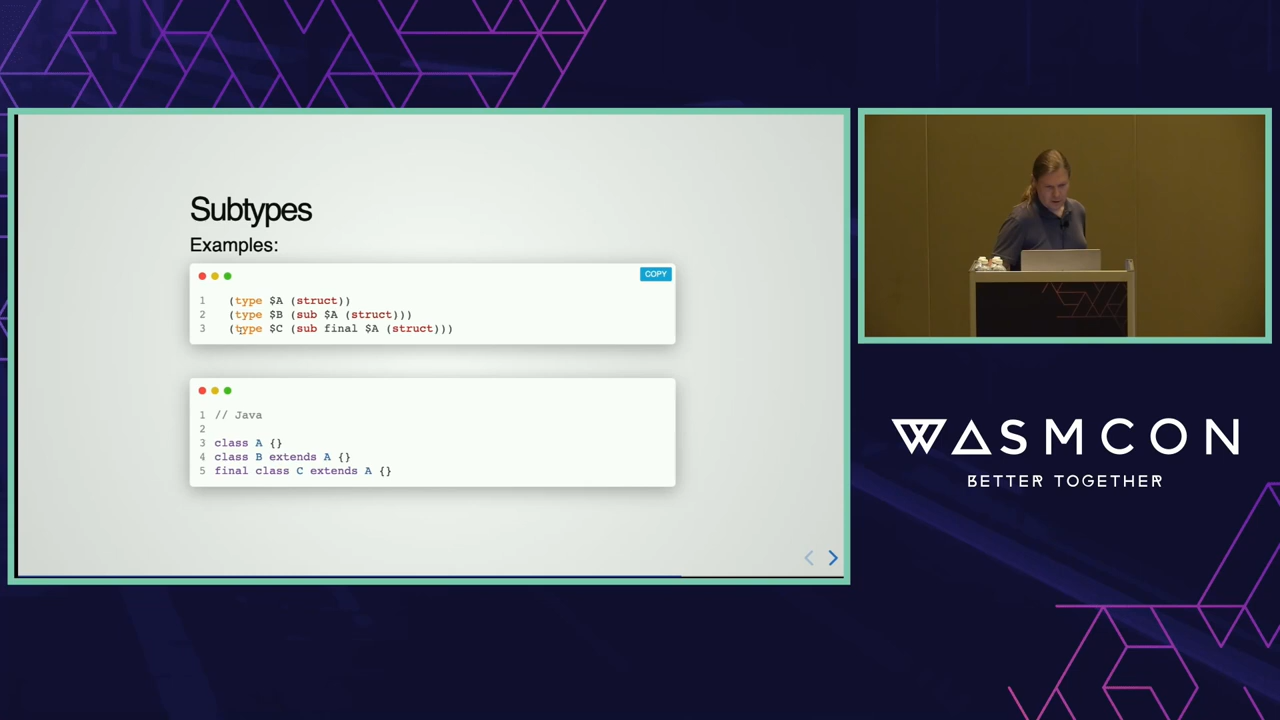 Subtypes
Examples:
COPY
1 (type $A (struct))
2 (type $B (sub $A (struct)))
3 (type $C (sub final $A (struct)))
1 // Java
2
3 class A {}
4 class B extends A {}
5 final class C extends A {}
WASMCON
BETTER TOGETHER